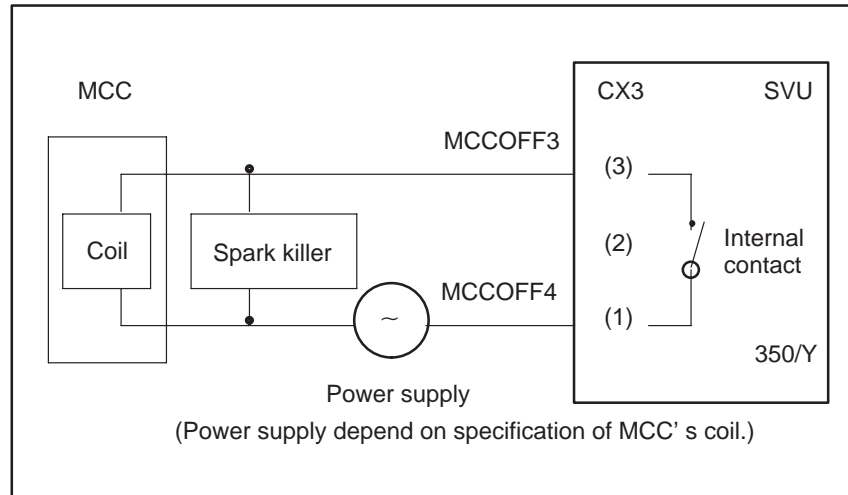 MCC
CX3 SVU
MCCOFF3
(3)
Coil
Spark killer
(2)
Internal
contact
MCCOFF4
(1)
~
350/Y
Power supply
(Power supply depend on specification of MCC' s coil.)